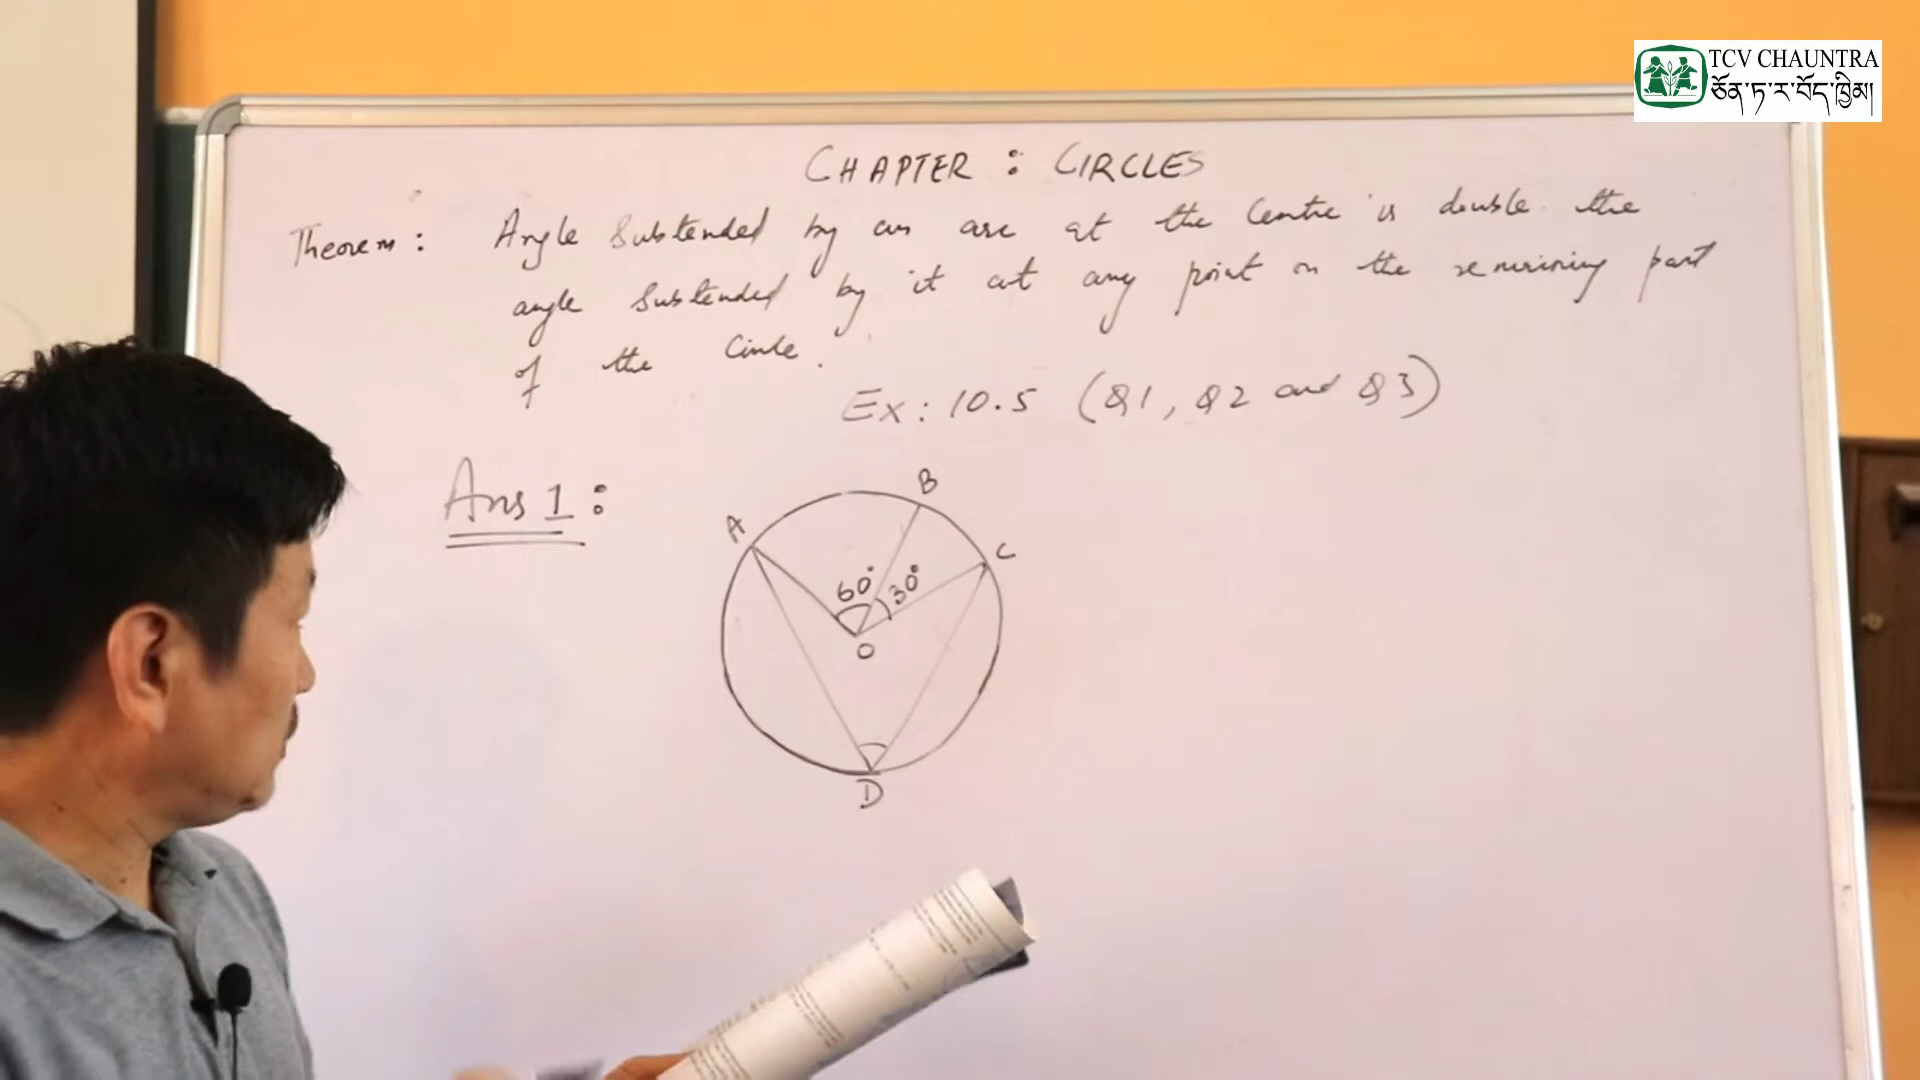 TCV CHAUNTRA
ཅོན་ཏ་ར་བོད་ཁྱིམ།
CHAPTER : CIRCLES
Theorem : Angle Subtended by an arc at the Centre is double the
angle Subtended by it at any point on the remaining part
of the Circle.
Ex : 10.5 (Q1, Q2 and Q3)
Ans 1 :
B
A
C
60° 30°
O
D